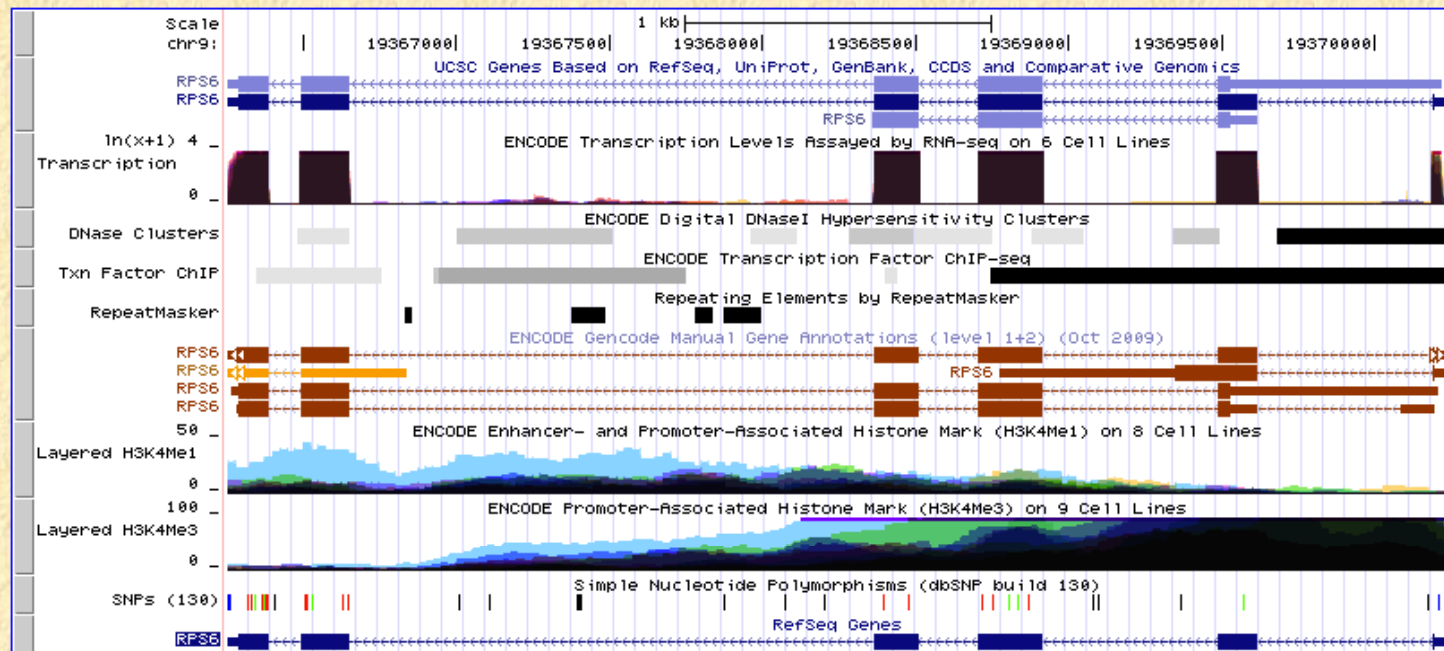 Scale 1 kb
chr9: 19367000 19367500 19368000 19368500 19369000 19369500 19370000
UCSC Genes Based on RefSeq, UniProt, GenBank, CCDS and Comparative Genomics
RPS6
RPS6
RPS6
ENCODE Transcription Levels Assayed by RNA-seq on 6 Cell Lines
ln(x+1) 4
Transcription
0
ENCODE Digital DNaseI Hypersensitivity Clusters
DNase Clusters
ENCODE Transcription Factor ChIP-seq
Txn Factor ChIP
Repeating Elements by RepeatMasker
RepeatMasker
ENCODE Gencode Manual Gene Annotations (level 1+2) (Oct 2009)
RPS6
RPS6 RPS6
RPS6
RPS6
ENCODE Enhancer- and Promoter-Associated Histone Mark (H3K4Me1) on 8 Cell Lines
50
Layered H3K4Me1
0
ENCODE Promoter-Associated Histone Mark (H3K4Me3) on 9 Cell Lines
100
Layered H3K4Me3
0
Simple Nucleotide Polymorphisms (dbSNP build 130)
SNPs (130)
RefSeq Genes
RPS6